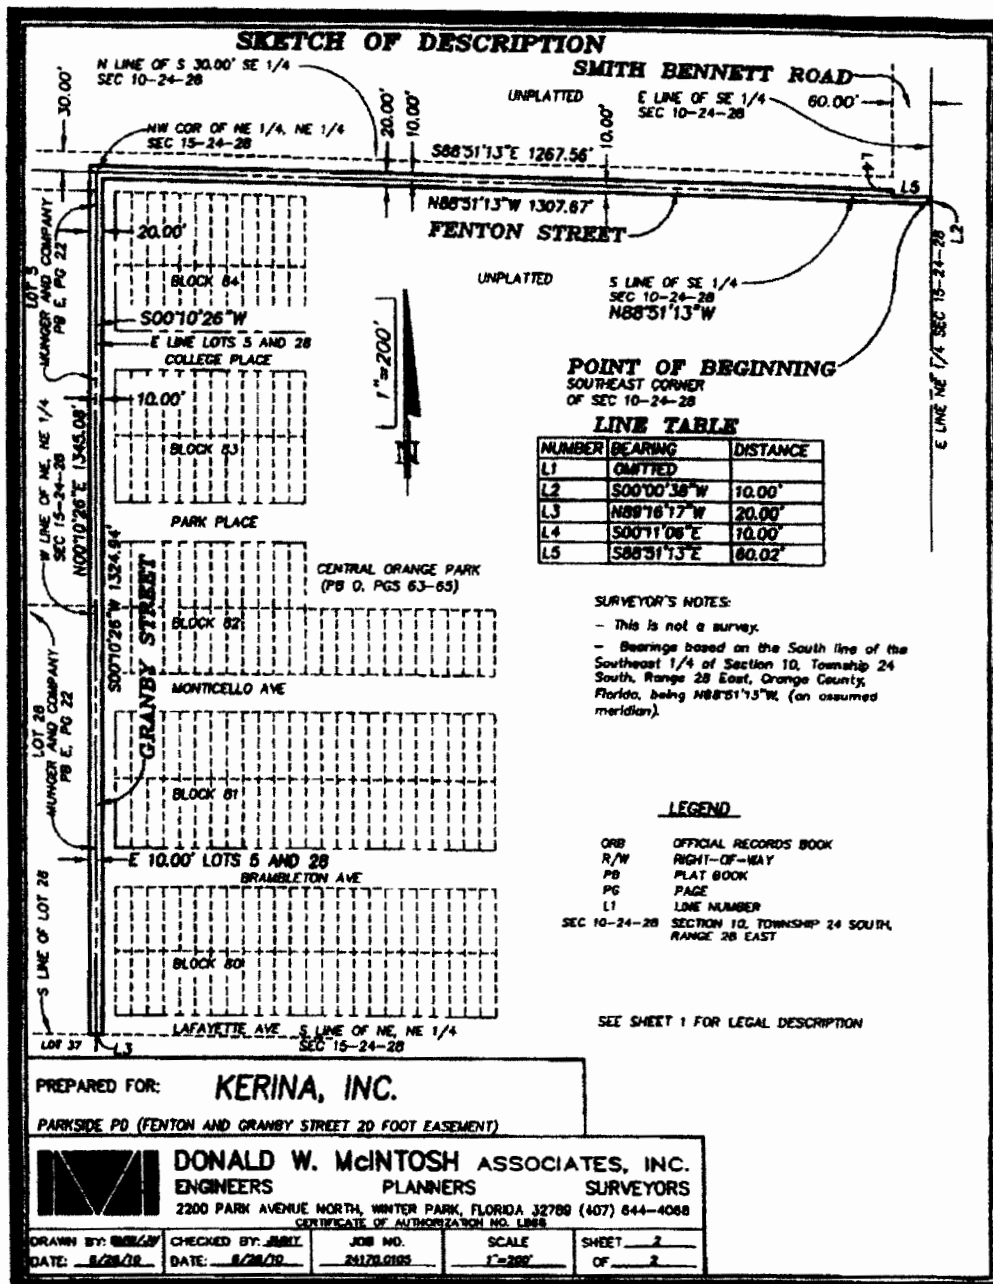 SKETCH OF DESCRIPTION
N LINE OF S 30.00' SE 1/4
SEC 10-24-28
SMITH BENNETT ROAD
30.00'
20.00'
10.00'
UNPLATTED
10.00'
E LINE OF SE 1/4
SEC 10-24-28
60.00'
NW COR OF NE 1/4, NE 1/4
SEC 15-24-28
S88°51'13"E 1267.56'
L4
L5
N88°51'13"W 1307.67'
FENTON STREET
L2
LOT 5
MUNGER AND COMPANY
PB E, PG 22
20.00'
BLOCK 84
UNPLATTED
S LINE OF SE 1/4
SEC 10-24-28
N88°51'13"W
S00°10'26"W
E LINE LOTS 5 AND 28
COLLEGE PLACE
1"=200'
N
POINT OF BEGINNING
SOUTHEAST CORNER
OF SEC 10-24-28
E LINE NE 1/4 SEC 15-24-28
10.00'
BLOCK 83
W LINE OF NE, NE 1/4
SEC 15-24-28
N00°10'26"E 1345.08'
LINE TABLE
NUMBER BEARING DISTANCE
L1 OMITTED
L2 S00°00'38"W 10.00'
L3 N89°16'17"W 20.00'
L4 S00°11'06"E 10.00'
L5 S88°51'13"E 60.02'
PARK PLACE
CENTRAL ORANGE PARK
(PB O, PGS 63-65)
S00°10'26"W 1324.94'
GRANBY STREET
BLOCK 82
MONTICELLO AVE
SURVEYOR'S NOTES:
- This is not a survey.
- Bearings based on the South line of the
Southeast 1/4 of Section 10, Township 24
South, Range 28 East, Orange County,
Florida, being N88°51'13"W, (an assumed
meridian).
LOT 28
MUNGER AND COMPANY
PB E, PG 22
BLOCK 81
E 10.00' LOTS 5 AND 28
BRAMBLETON AVE
LEGEND
ORB OFFICIAL RECORDS BOOK
R/W RIGHT-OF-WAY
PB PLAT BOOK
PG PAGE
L1 LINE NUMBER
SEC 10-24-28 SECTION 10, TOWNSHIP 24 SOUTH,
RANGE 28 EAST
S LINE OF LOT 28
BLOCK 80
LAFAYETTE AVE
S LINE OF NE, NE 1/4
SEC 15-24-28
LOT 37
L3
SEE SHEET 1 FOR LEGAL DESCRIPTION
PREPARED FOR: KERINA, INC.
PARKSIDE PD (FENTON AND GRANBY STREET 20 FOOT EASEMENT)
DONALD W. McINTOSH ASSOCIATES, INC.
ENGINEERS PLANNERS SURVEYORS
2200 PARK AVENUE NORTH, WINTER PARK, FLORIDA 32789 (407) 644-4068
CERTIFICATE OF AUTHORIZATION NO. LB68
DRAWN BY: CHECKED BY: JOB NO. SCALE SHEET 2
DATE: DATE: 24170.0105 1"=200' OF 2